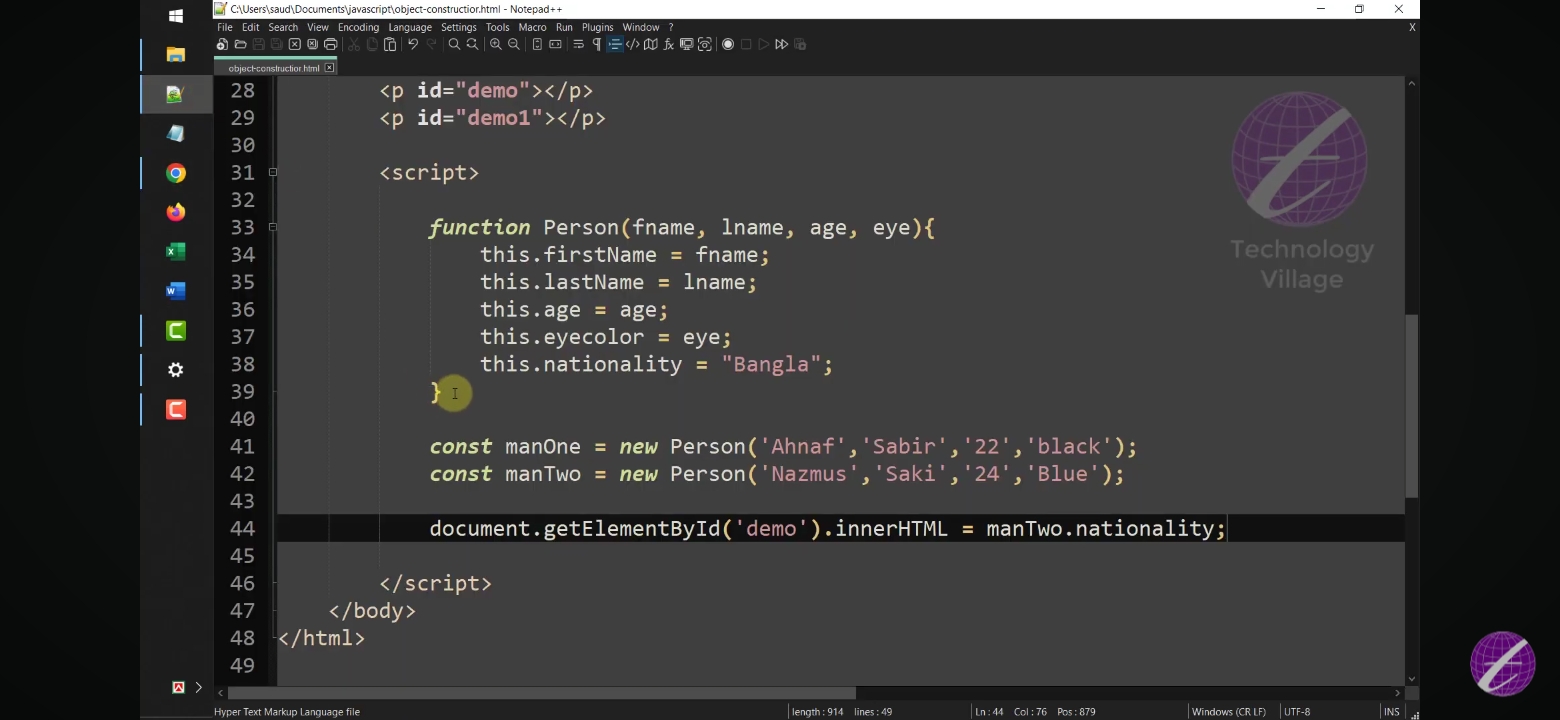 C:\Users\saud\Documents\javascript\object-constructior.html - Notepad++
File Edit Search View Encoding Language Settings Tools Macro Run Plugins Window ? X
object-constructior.html
28 <p id="demo"></p>
29 <p id="demo1"></p>
30
31 <script>
32
33 function Person(fname, lname, age, eye){
34 this.firstName = fname;
35 this.lastName = lname;
36 this.age = age;
37 this.eyecolor = eye;
38 this.nationality = "Bangla";
39 }
40
41 const manOne = new Person('Ahnaf','Sabir','22','black');
42 const manTwo = new Person('Nazmus','Saki','24','Blue');
43
44 document.getElementById('demo').innerHTML = manTwo.nationality;
45
46 </script>
47 </body>
48 </html>
49
Technology
Village
Hyper Text Markup Language file length : 914 lines : 49 Ln : 44 Col : 76 Pos : 879 Windows (CR LF) UTF-8 INS